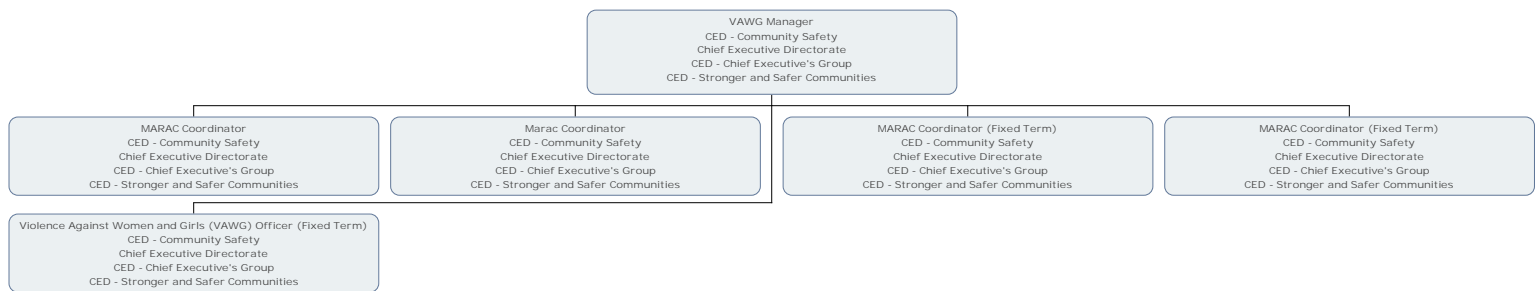 VAWG Manager
CED - Community Safety
Chief Executive Directorate
CED - Chief Executive's Group
CED - Stronger and Safer Communities
MARAC Coordinator
CED - Community Safety
Chief Executive Directorate
CED - Chief Executive's Group
CED - Stronger and Safer Communities
Marac Coordinator
CED - Community Safety
Chief Executive Directorate
CED - Chief Executive's Group
CED - Stronger and Safer Communities
MARAC Coordinator (Fixed Term)
CED - Community Safety
Chief Executive Directorate
CED - Chief Executive's Group
CED - Stronger and Safer Communities
MARAC Coordinator (Fixed Term)
CED - Community Safety
Chief Executive Directorate
CED - Chief Executive's Group
CED - Stronger and Safer Communities
Violence Against Women and Girls (VAWG) Officer (Fixed Term)
CED - Community Safety
Chief Executive Directorate
CED - Chief Executive's Group
CED - Stronger and Safer Communities